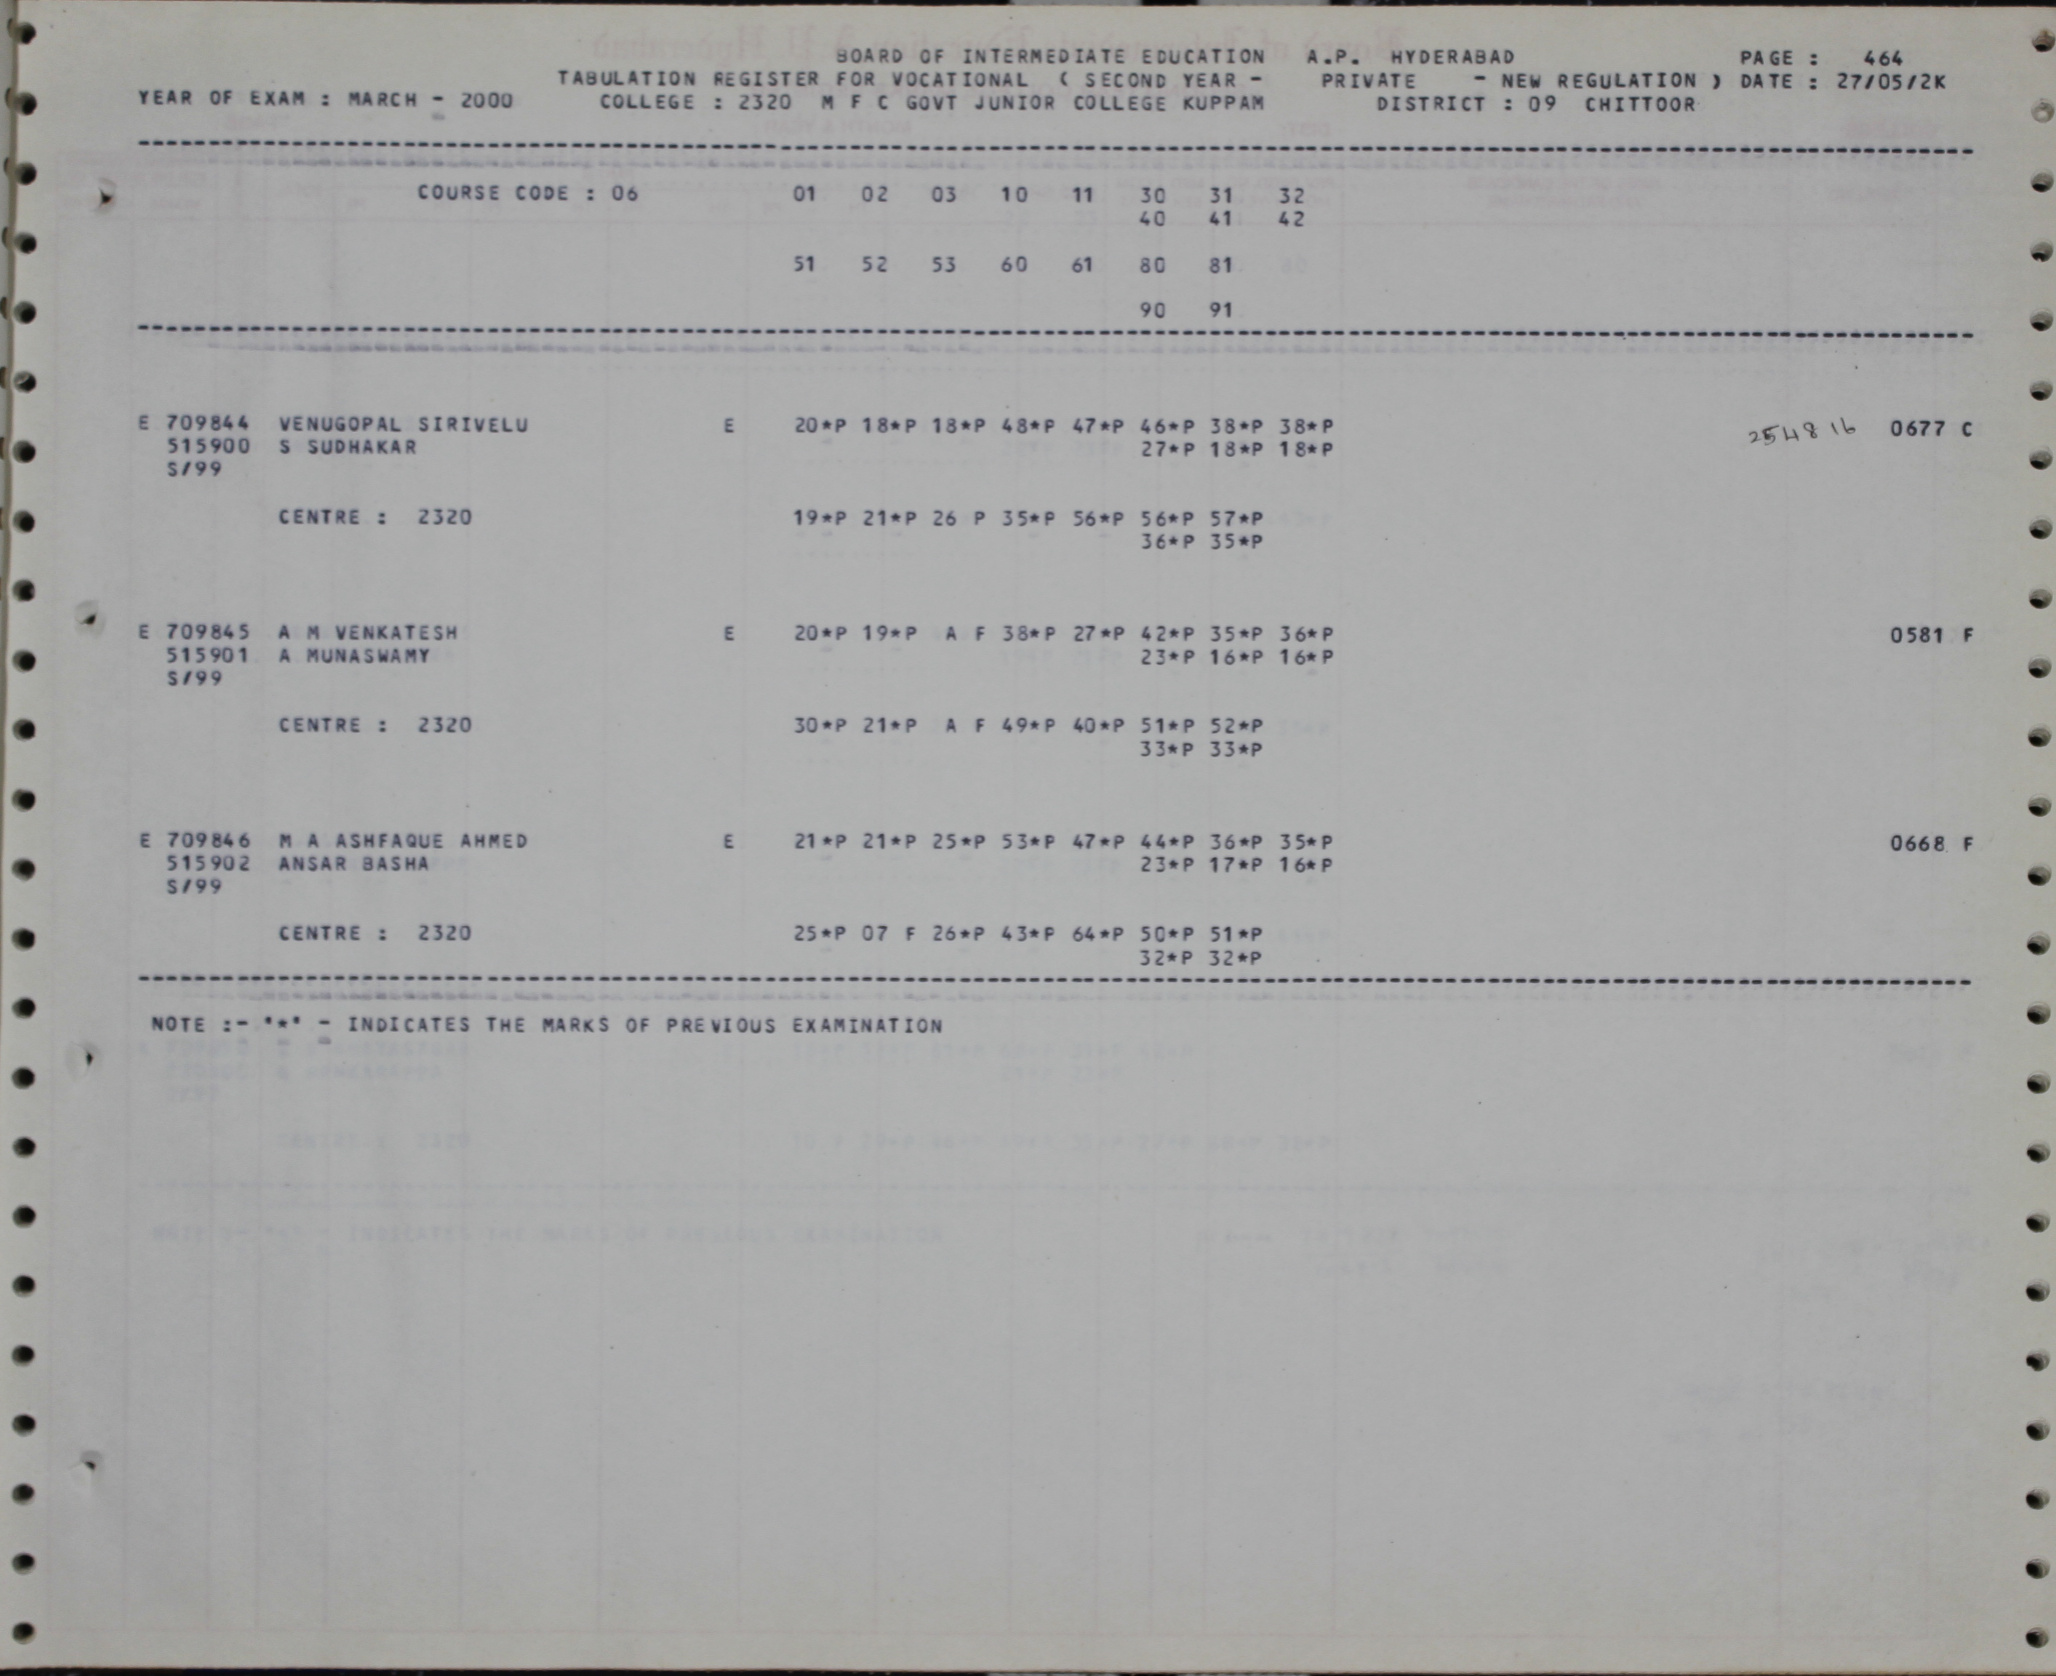 BOARD OF INTERMEDIATE EDUCATION A.P. HYDERABAD PAGE : 464
TABULATION REGISTER FOR VOCATIONAL ( SECOND YEAR - PRIVATE - NEW REGULATION ) DATE : 27/05/2K
YEAR OF EXAM : MARCH - 2000 COLLEGE : 2320 M F C GOVT JUNIOR COLLEGE KUPPAM DISTRICT : 09 CHITTOOR
COURSE CODE : 06 01 02 03 10 11 30 31 32
40 41 42
51 52 53 60 61 80 81
90 91
E 709844 VENUGOPAL SIRIVELU E 20*P 18*P 18*P 48*P 47*P 46*P 38*P 38*P 254816 0677 C
515900 S SUDHAKAR 27*P 18*P 18*P
S/99
CENTRE : 2320 19*P 21*P 26 P 35*P 56*P 56*P 57*P
36*P 35*P
E 709845 A M VENKATESH E 20*P 19*P A F 38*P 27*P 42*P 35*P 36*P 0581 F
515901 A MUNASWAMY 23*P 16*P 16*P
S/99
CENTRE : 2320 30*P 21*P A F 49*P 40*P 51*P 52*P
33*P 33*P
E 709846 M A ASHFAQUE AHMED E 21*P 21*P 25*P 53*P 47*P 44*P 36*P 35*P 0668 F
515902 ANSAR BASHA 23*P 17*P 16*P
S/99
CENTRE : 2320 25*P 07 F 26*P 43*P 64*P 50*P 51*P
32*P 32*P
NOTE :- '*' - INDICATES THE MARKS OF PREVIOUS EXAMINATION